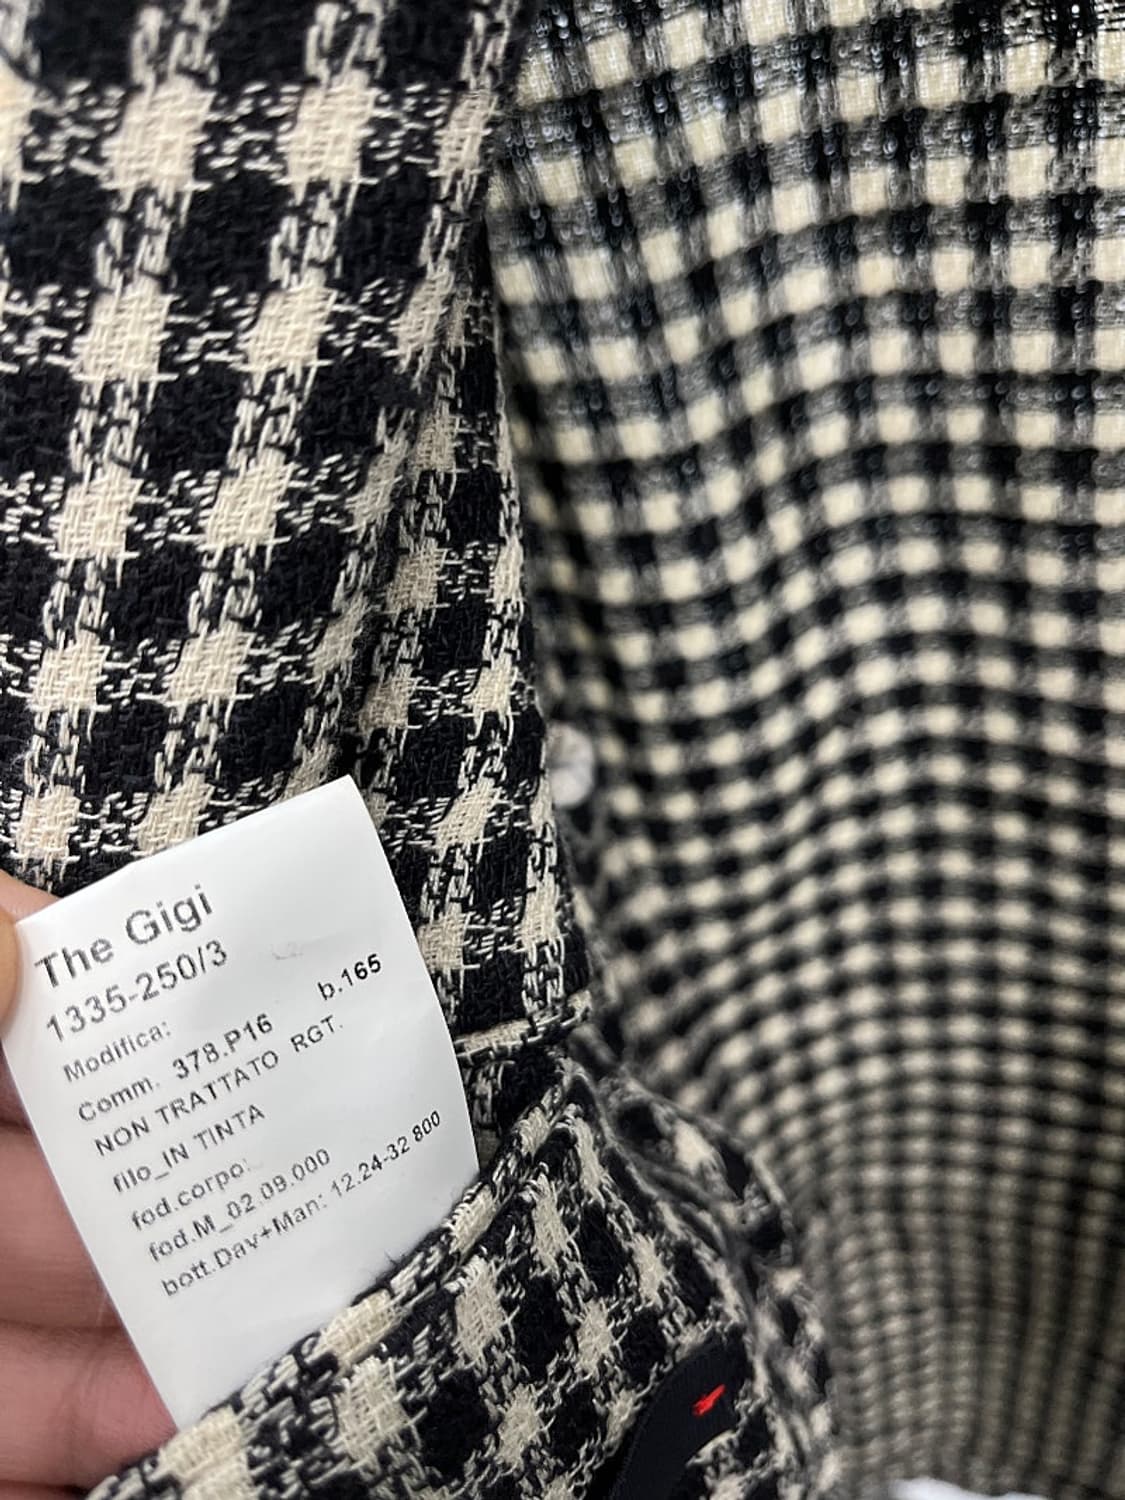 The Gigi
1335-250/3
Modifica: b.165
Comm. 378.P16
NON TRATTATO RGT.
filo_IN TINTA
fod.corpo:
fod.M_02.09.000
bott.Dav+Man: 12.24-32 800